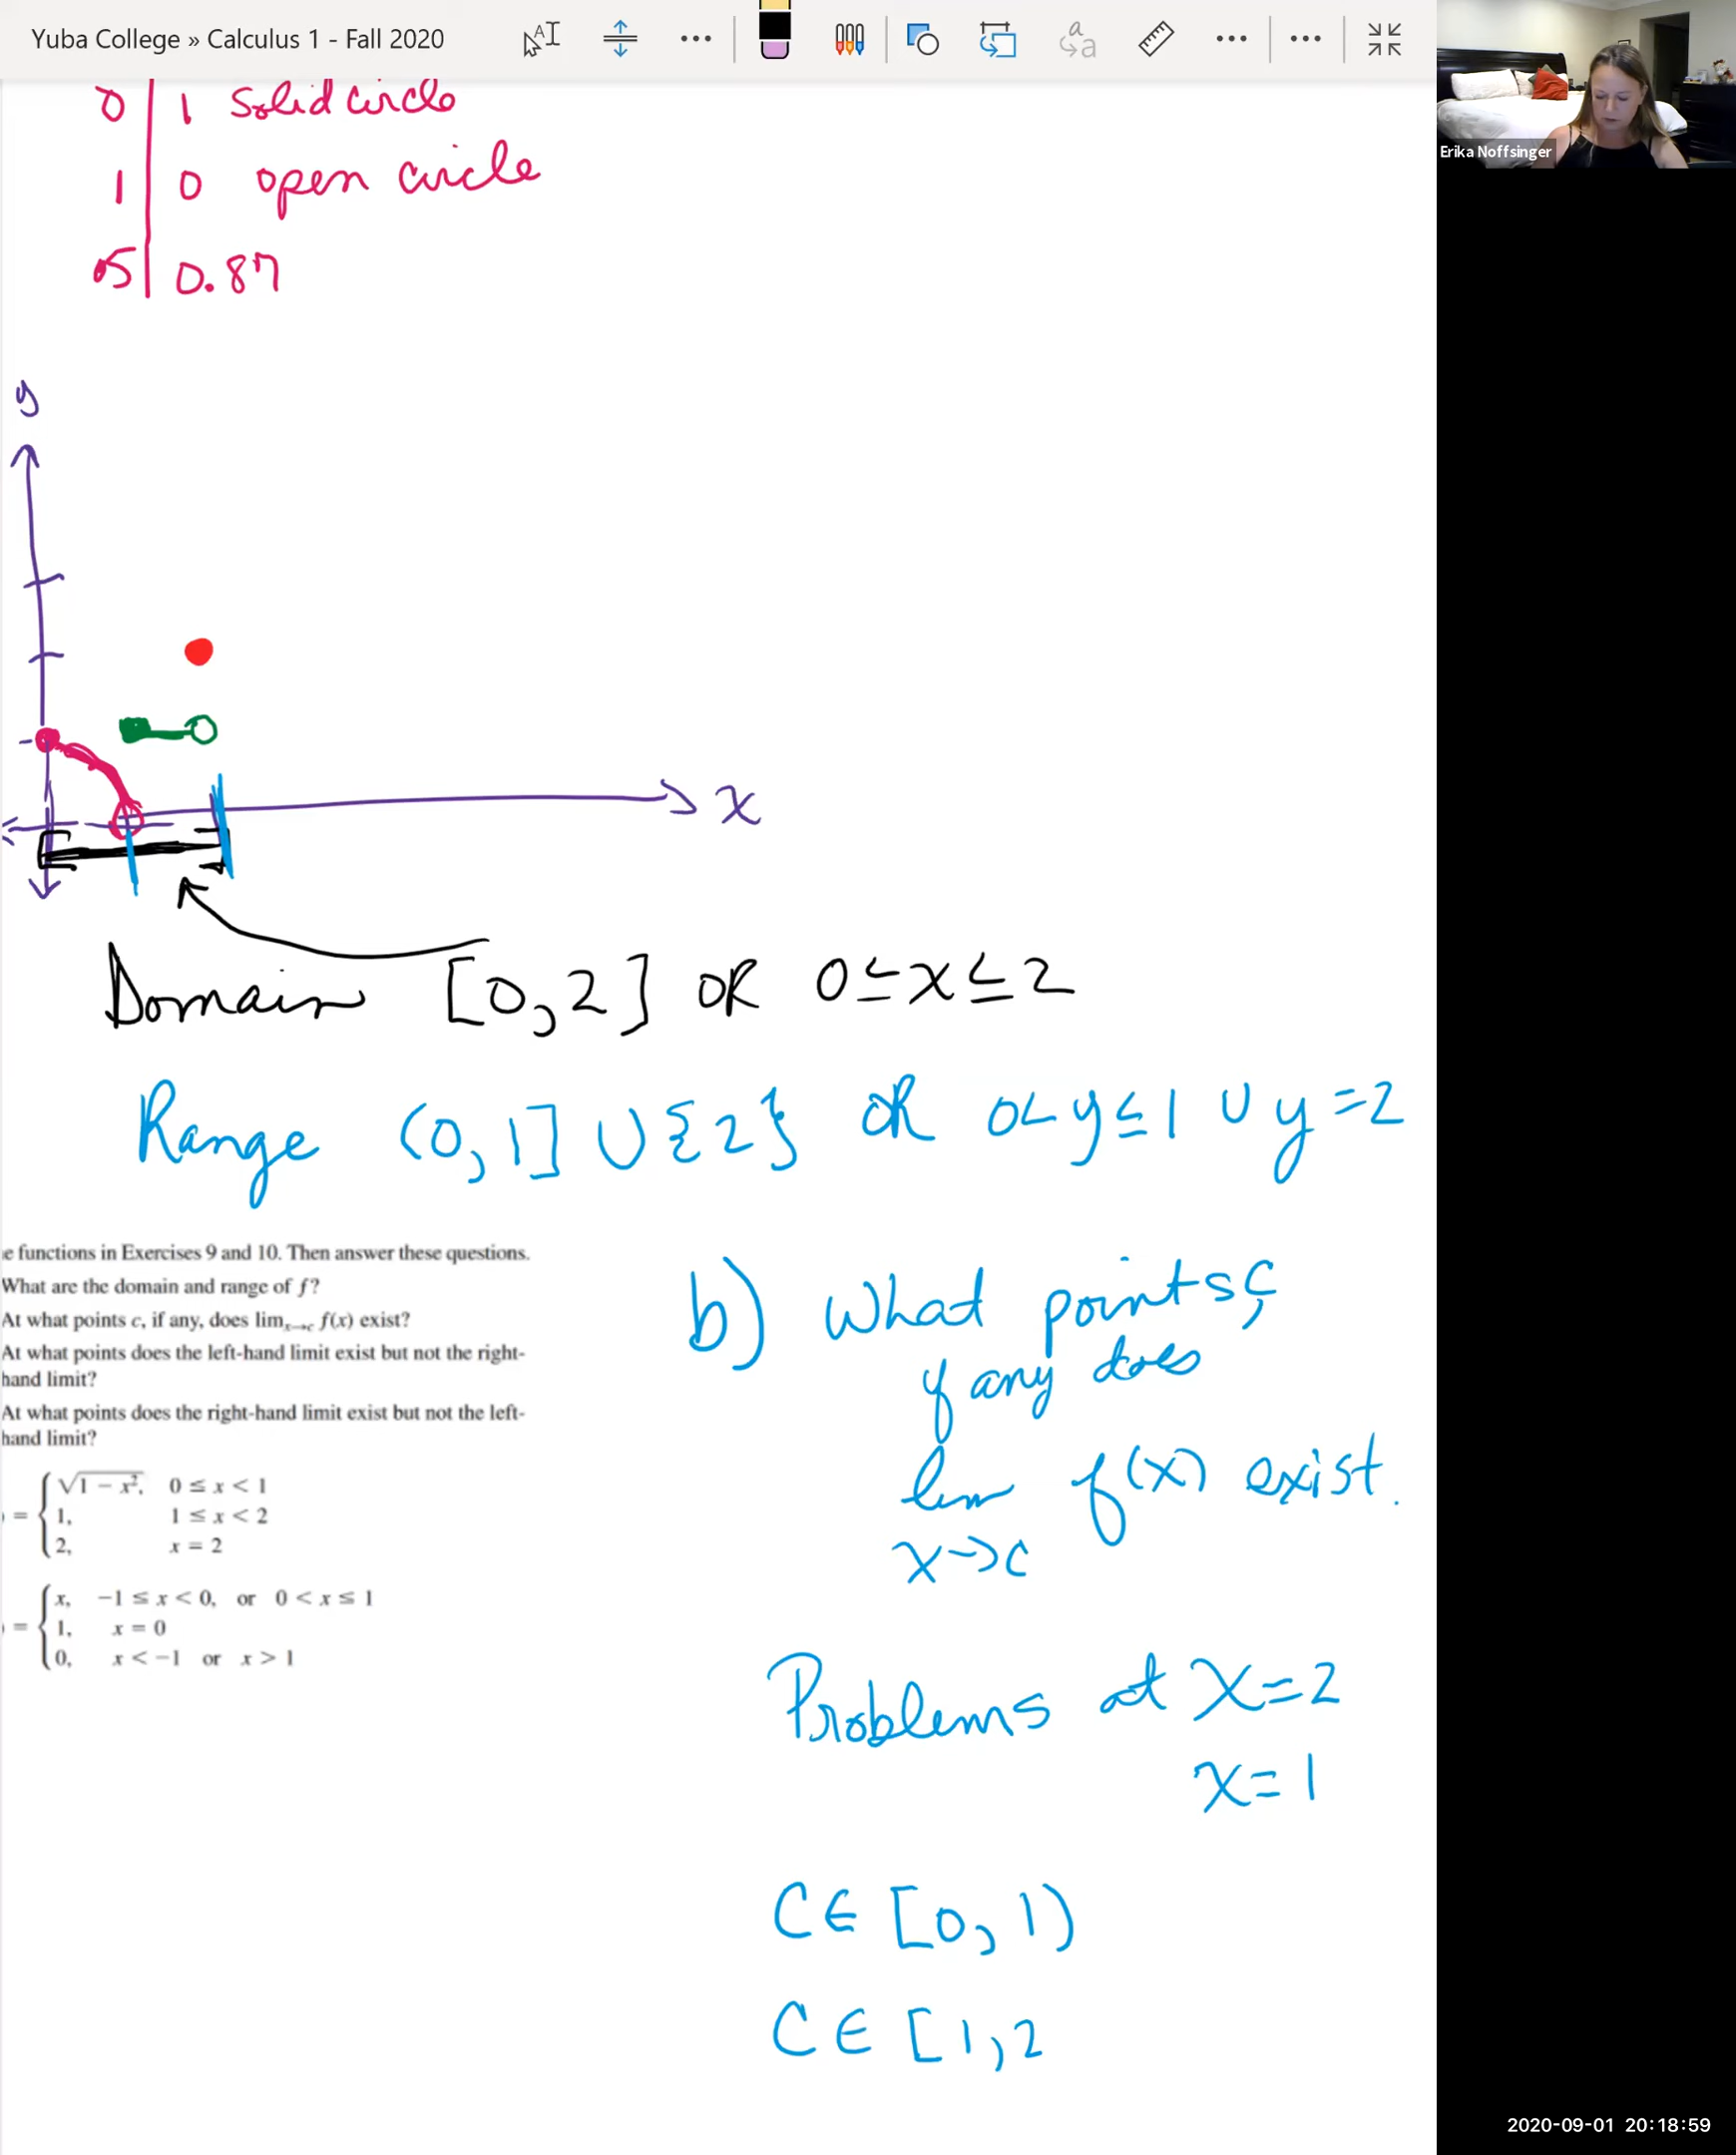 Yuba College » Calculus 1 - Fall 2020
Erika Noffsinger
0 | 1 solid circle
1 | 0 open circle
.5 | 0.87
y
x
Domain [0,2] OR 0≤x≤2
Range (0,1] ∪ {2} OR 0<y≤1 ∪ y=2
e functions in Exercises 9 and 10. Then answer these questions.
What are the domain and range of f?
At what points c, if any, does lim x→c f(x) exist?
At what points does the left-hand limit exist but not the right-
hand limit?
At what points does the right-hand limit exist but not the left-
hand limit?
= { √1 − x², 0 ≤ x < 1
1, 1 ≤ x < 2
2, x = 2
= { x, −1 ≤ x < 0, or 0 < x ≤ 1
1, x = 0
0, x < −1 or x > 1
b) What points c
if any does
lim f(x) exist.
x→c
Problems at x=2
x=1
C∈ [0, 1)
C∈ [1,2
2020-09-01 20:18:59